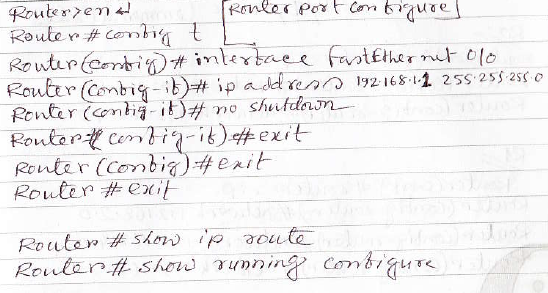 Router>en ↵
Router port configure
Router # config t
Router (config) # interface fastEthernet 0/0
Router (config-if)# ip address 192.168.1.1 255.255.255.0
Router (config-if)# no shutdown
Router (config-if) # exit
Router (config) # exit
Router # exit
Router # show ip route
Router # show running configure